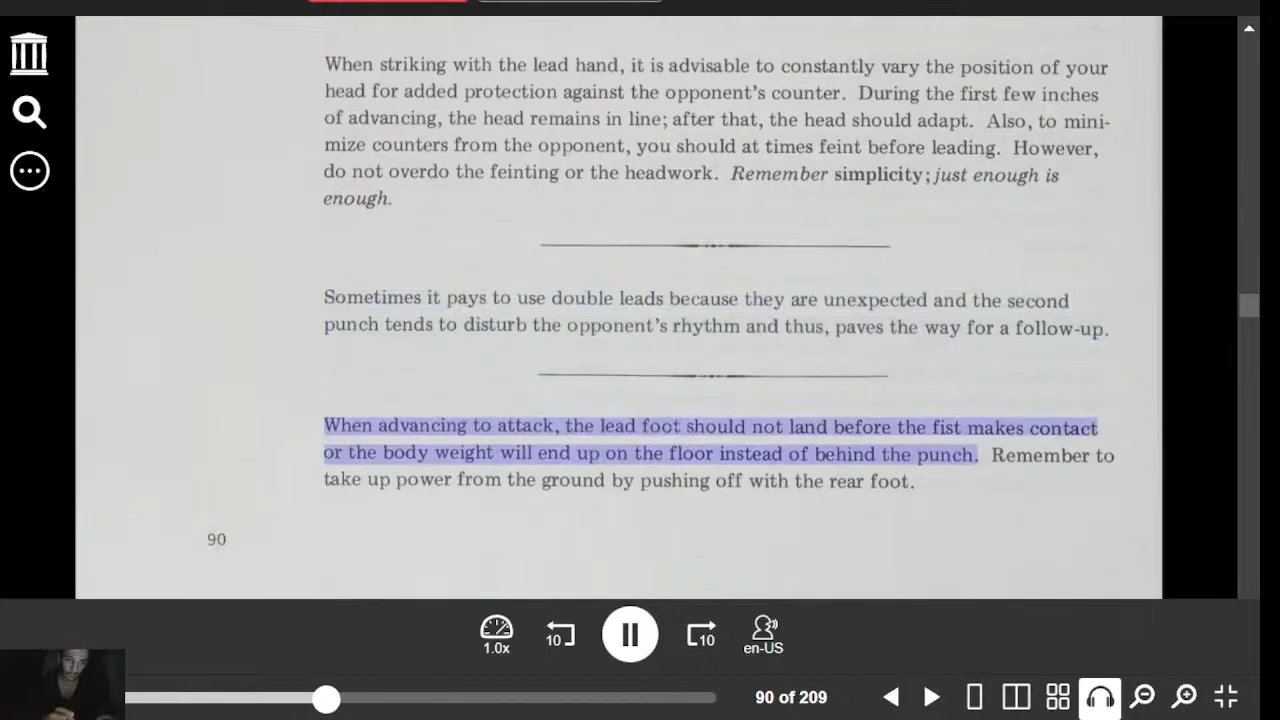 When striking with the lead hand, it is advisable to constantly vary the position of your
head for added protection against the opponent's counter. During the first few inches
of advancing, the head remains in line; after that, the head should adapt. Also, to mini-
mize counters from the opponent, you should at times feint before leading. However,
do not overdo the feinting or the headwork. Remember simplicity; just enough is
enough.
Sometimes it pays to use double leads because they are unexpected and the second
punch tends to disturb the opponent's rhythm and thus, paves the way for a follow-up.
When advancing to attack, the lead foot should not land before the fist makes contact
or the body weight will end up on the floor instead of behind the punch. Remember to
take up power from the ground by pushing off with the rear foot.
90
1.0x
10
10
en-US
90 of 209